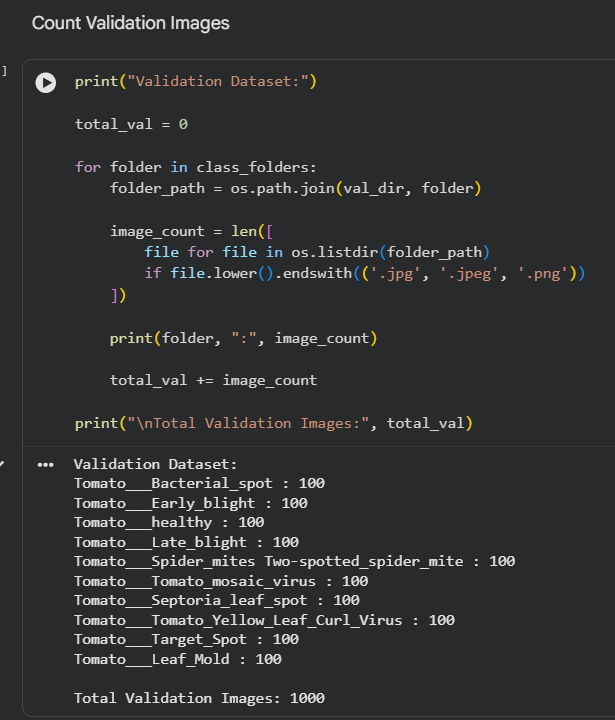 Count Validation Images
]
print("Validation Dataset:")
total_val = 0
for folder in class_folders:
    folder_path = os.path.join(val_dir, folder)
    image_count = len([
        file for file in os.listdir(folder_path)
        if file.lower().endswith(('.jpg', '.jpeg', '.png'))
    ])
    print(folder, ":", image_count)
    total_val += image_count
print("\nTotal Validation Images:", total_val)
Validation Dataset:
Tomato___Bacterial_spot : 100
Tomato___Early_blight : 100
Tomato___healthy : 100
Tomato___Late_blight : 100
Tomato___Spider_mites Two-spotted_spider_mite : 100
Tomato___Tomato_mosaic_virus : 100
Tomato___Septoria_leaf_spot : 100
Tomato___Tomato_Yellow_Leaf_Curl_Virus : 100
Tomato___Target_Spot : 100
Tomato___Leaf_Mold : 100
Total Validation Images: 1000